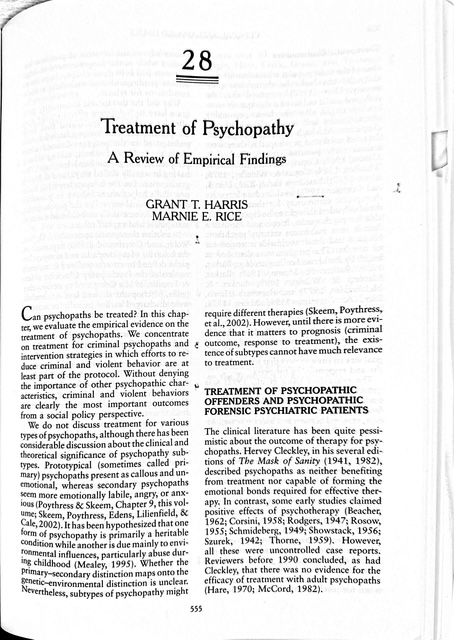 28
Treatment of Psychopathy
A Review of Empirical Findings
GRANT T. HARRIS
MARNIE E. RICE
Can psychopaths be treated? In this chap-
ter, we evaluate the empirical evidence on the
treatment of psychopaths. We concentrate
on treatment for criminal psychopaths and
intervention strategies in which efforts to re-
duce criminal and violent behavior are at
least part of the protocol. Without denying
the importance of other psychopathic char-
acteristics, criminal and violent behaviors
are clearly the most important outcomes
from a social policy perspective.
We do not discuss treatment for various
types of psychopaths, although there has been
considerable discussion about the clinical and
theoretical significance of psychopathy sub-
types. Prototypical (sometimes called pri-
mary) psychopaths present as callous and un-
emotional, whereas secondary psychopaths
seem more emotionally labile, angry, or anx-
ious (Poythress & Skeem, Chapter 9, this vol-
ume; Skeem, Poythress, Edens, Lilienfeld, &
Cale, 2002). It has been hypothesized that one
form of psychopathy is primarily a heritable
condition while another is due mainly to envi-
ronmental influences, particularly abuse dur-
ing childhood (Mealey, 1995). Whether the
primary–secondary distinction maps onto the
genetic–environmental distinction is unclear.
Nevertheless, subtypes of psychopathy might
require different therapies (Skeem, Poythress,
et al., 2002). However, until there is more evi-
dence that it matters to prognosis (criminal
outcome, response to treatment), the exis-
tence of subtypes cannot have much relevance
to treatment.
TREATMENT OF PSYCHOPATHIC
OFFENDERS AND PSYCHOPATHIC
FORENSIC PSYCHIATRIC PATIENTS
The clinical literature has been quite pessi-
mistic about the outcome of therapy for psy-
chopaths. Hervey Cleckley, in his several edi-
tions of The Mask of Sanity (1941, 1982),
described psychopaths as neither benefiting
from treatment nor capable of forming the
emotional bonds required for effective ther-
apy. In contrast, some early studies claimed
positive effects of psychotherapy (Beacher,
1962; Corsini, 1958; Rodgers, 1947; Rosow,
1955; Schmideberg, 1949; Showstack, 1956;
Szurek, 1942; Thorne, 1959). However,
all these were uncontrolled case reports.
Reviewers before 1990 concluded, as had
Cleckley, that there was no evidence for the
efficacy of treatment with adult psychopaths
(Hare, 1970; McCord, 1982).
555